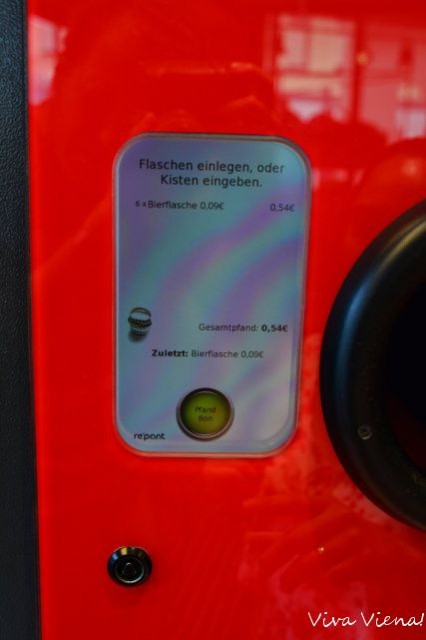 Flaschen einlegen, oder
Kisten eingeben.
6 x Bierflasche 0,09€ 0,54€
Gesamtpfand: 0,54€
Zuletzt: Bierflasche 0,09€
Pfand
Bon
repant
Viva Viena!